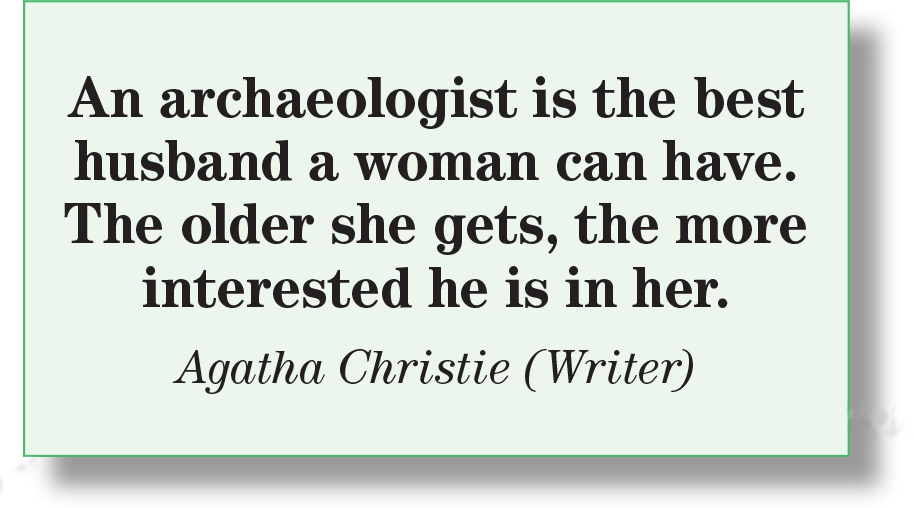 An archaeologist is the best
husband a woman can have.
The older she gets, the more
interested he is in her.
Agatha Christie (Writer)